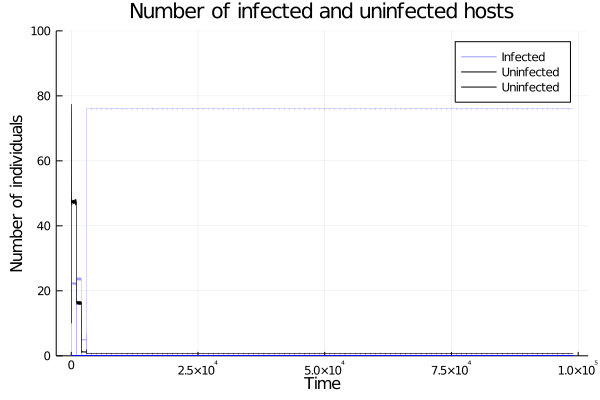 Number of infected and uninfected hosts
100
80
60
40
20
0
Number of individuals
Infected
Uninfected
Uninfected
0
2.5×10⁴
5.0×10⁴
7.5×10⁴
1.0×10⁵
Time